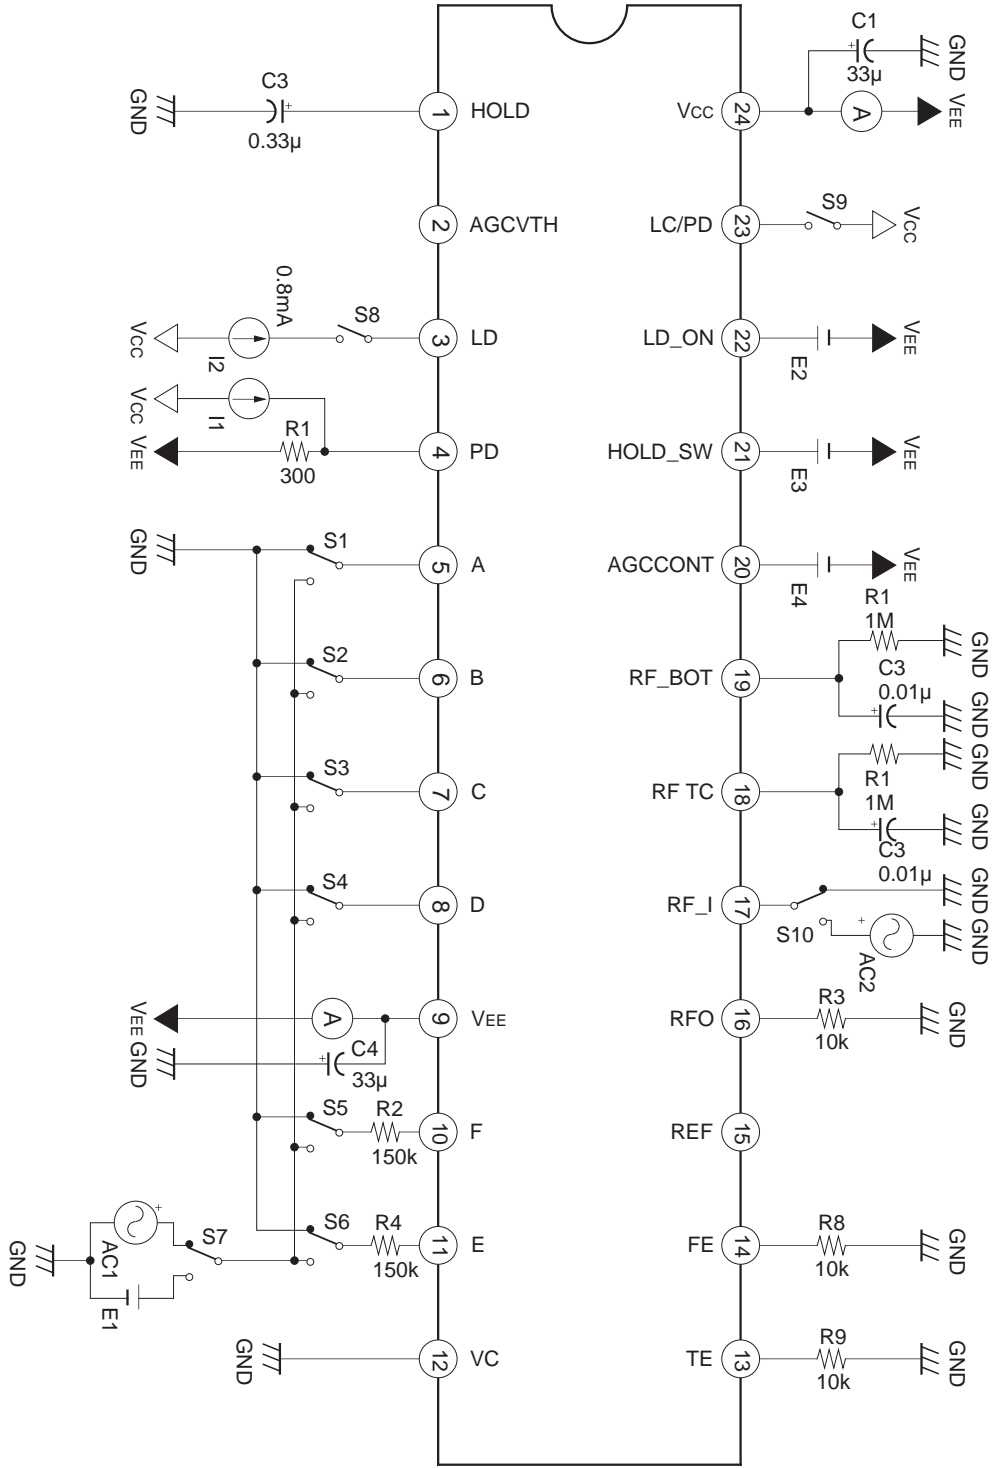 C1
33µ
GND
VEE
A
C3
0.33µ
GND
1
HOLD
VCC
24
2
AGCVTH
LC/PD
23
S9
VCC
0.8mA
S8
VCC
I2
3
LD
LD_ON
22
E2
VEE
VCC
I1
R1
300
VEE
4
PD
HOLD_SW
21
E3
VEE
GND
S1
5
A
AGCCONT
20
E4
VEE
R1
1M
GND
S2
6
B
RF_BOT
19
C3
0.01µ
GND
GND
S3
7
C
RF TC
18
R1
1M
C3
0.01µ
GND
S4
8
D
RF_I
17
S10
AC2
GND
GND
VEE
A
GND
C4
33µ
9
VEE
RFO
16
R3
10k
GND
S5
R2
150k
10
F
REF
15
AC1
S7
S6
R4
150k
11
E
FE
14
R8
10k
GND
GND
E1
GND
12
VC
TE
13
R9
10k
GND